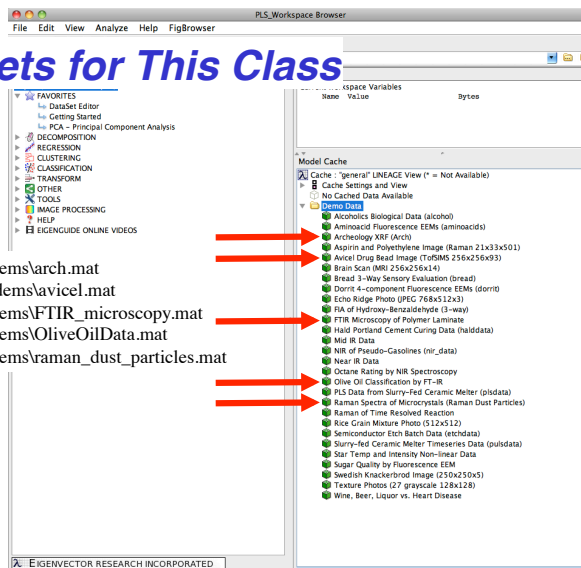 PLS_Workspace Browser
File Edit View Analyze Help FigBrowser
ets for This Class
FAVORITES
DataSet Editor
Getting Started
PCA - Principal Component Analysis
DECOMPOSITION
REGRESSION
CLUSTERING
CLASSIFICATION
TRANSFORM
OTHER
TOOLS
IMAGE PROCESSING
HELP
EIGENGUIDE ONLINE VIDEOS
ems\arch.mat
lems\avicel.mat
ems\FTIR_microscopy.mat
ems\OliveOilData.mat
ems\raman_dust_particles.mat
EIGENVECTOR RESEARCH INCORPORATED
kspace Variables
Name Value Bytes
Model Cache
Cache : "general" LINEAGE View (* = Not Available)
Cache Settings and View
No Cached Data Available
Demo Data
Alcoholics Biological Data (alcohol)
Aminoacid Fluorescence EEMs (aminoacids)
Archeology XRF (Arch)
Aspirin and Polyethylene Image (Raman 21x33x501)
Avicel Drug Bead Image (TofSIMS 256x256x93)
Brain Scan (MRI 256x256x14)
Bread 3-Way Sensory Evaluation (bread)
Dorrit 4-component Fluorescence EEMs (dorrit)
Echo Ridge Photo (JPEG 768x512x3)
FIA of Hydroxy-Benzaldehyde (3-way)
FTIR Microscopy of Polymer Laminate
Hald Portland Cement Curing Data (halddata)
Mid IR Data
NIR of Pseudo-Gasolines (nir_data)
Near IR Data
Octane Rating by NIR Spectroscopy
Olive Oil Classification by FT-IR
PLS Data from Slurry-Fed Ceramic Melter (plsdata)
Raman Spectra of Microcrystals (Raman Dust Particles)
Raman of Time Resolved Reaction
Rice Grain Mixture Photo (512x512)
Semiconductor Etch Batch Data (etchdata)
Slurry-fed Ceramic Melter Timeseries Data (pulsdata)
Star Temp and Intensity Non-linear Data
Sugar Quality by Fluorescence EEM
Swedish Knackerbrod Image (250x250x5)
Texture Photos (27 grayscale 128x128)
Wine, Beer, Liquor vs. Heart Disease